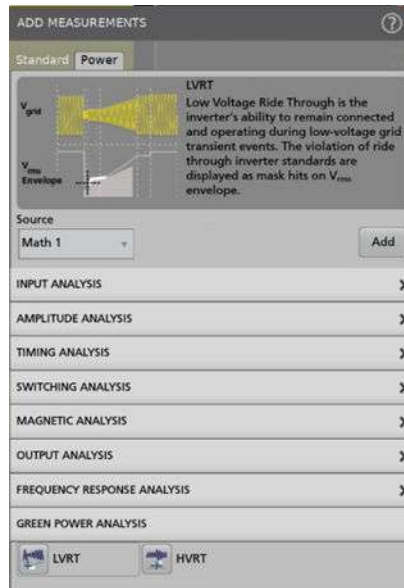 ADD MEASUREMENTS
?
Standard Power
LVRT
Low Voltage Ride Through is the
inverter's ability to remain connected
and operating during low-voltage grid
transient events. The violation of ride
through inverter standards are
displayed as mask hits on Vrms
envelope.
Vgrid
Vrms
Envelope
Source
Math 1
Add
INPUT ANALYSIS
AMPLITUDE ANALYSIS
TIMING ANALYSIS
SWITCHING ANALYSIS
MAGNETIC ANALYSIS
OUTPUT ANALYSIS
FREQUENCY RESPONSE ANALYSIS
GREEN POWER ANALYSIS
LVRT HVRT